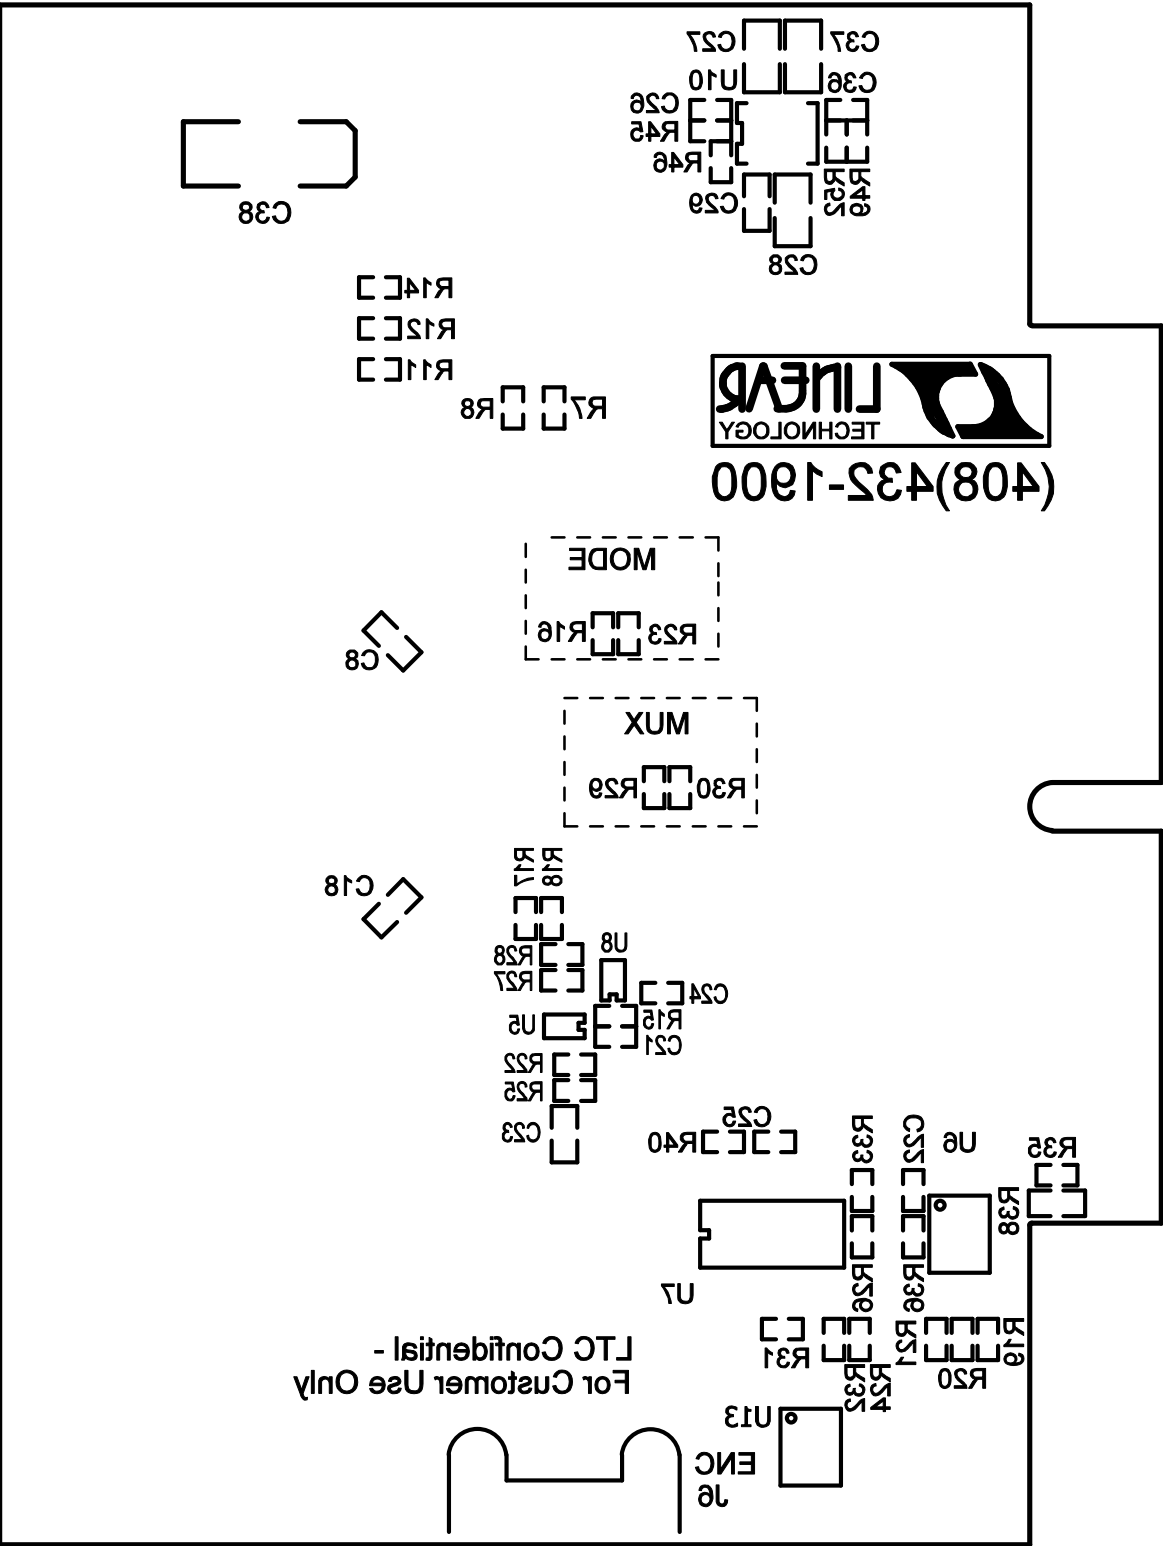 C27
C37
U10
C36
C26
R45
R46
C29
R52
R49
C28
C38
R14
R12
R11
R8
R7
LINEAR
TECHNOLOGY
(408)432-1900
MODE
R16
R23
C8
MUX
R29
R30
R17
R18
C18
U8
R28
R27
C24
U5
R15
C21
R22
R25
C23
R40
C25
R33
C22
U6
R35
R38
U7
R26
R36
R31
R21
R19
R20
R32
R24
LTC Confidential -
For Customer Use Only
U13
ENC
J6